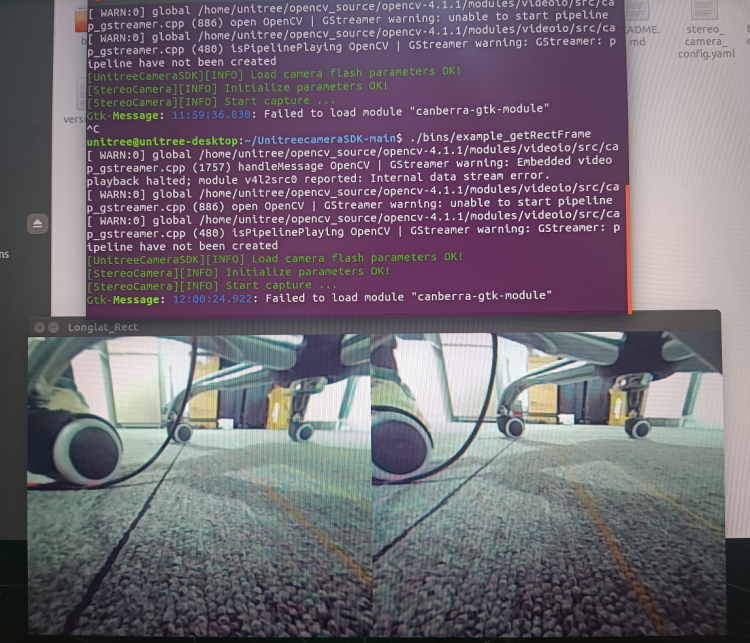 [ WARN:0] global /home/unitree/opencv_source/opencv-4.1.1/modules/videoio/src/ca
p_gstreamer.cpp (886) open OpenCV | GStreamer warning: unable to start pipeline
[ WARN:0] global /home/unitree/opencv_source/opencv-4.1.1/modules/videoio/src/ca
p_gstreamer.cpp (480) isPipelinePlaying OpenCV | GStreamer warning: GStreamer: p
ipeline have not been created
[UnitreeCameraSDK][INFO] Load camera flash parameters OK!
[StereoCamera][INFO] Initialize parameters OK!
[StereoCamera][INFO] Start capture ...
Gtk-Message: 11:59:36.830: Failed to load module "canberra-gtk-module"
^C
unitree@unitree-desktop:~/UnitreecameraSDK-main$ ./bins/example_getRectFrame
[ WARN:0] global /home/unitree/opencv_source/opencv-4.1.1/modules/videoio/src/ca
p_gstreamer.cpp (1757) handleMessage OpenCV | GStreamer warning: Embedded video
playback halted; module v4l2src0 reported: Internal data stream error.
[ WARN:0] global /home/unitree/opencv_source/opencv-4.1.1/modules/videoio/src/ca
p_gstreamer.cpp (886) open OpenCV | GStreamer warning: unable to start pipeline
[ WARN:0] global /home/unitree/opencv_source/opencv-4.1.1/modules/videoio/src/ca
p_gstreamer.cpp (480) isPipelinePlaying OpenCV | GStreamer warning: GStreamer: p
ipeline have not been created
[UnitreeCameraSDK][INFO] Load camera flash parameters OK!
[StereoCamera][INFO] Initialize parameters OK!
[StereoCamera][INFO] Start capture ...
Gtk-Message: 12:00:24.922: Failed to load module "canberra-gtk-module"
EADME.
md
stereo_
camera_
config.yaml
vers
ns
Longlat_Rect